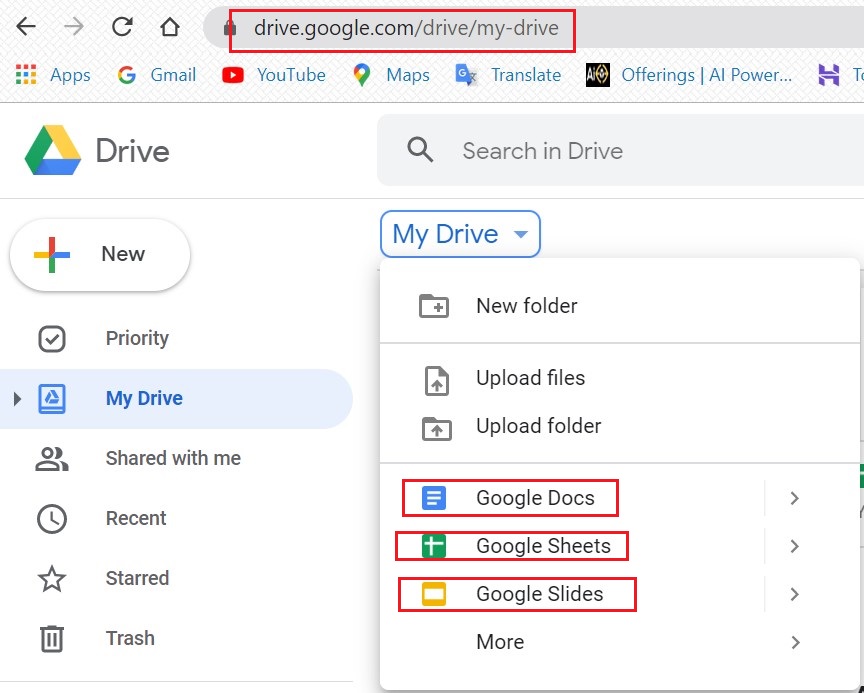 drive.google.com/drive/my-drive
Apps Gmail YouTube Maps Translate Offerings | AI Power...
Drive
Search in Drive
New
My Drive
Priority
My Drive
Shared with me
Recent
Starred
Trash
New folder
Upload files
Upload folder
Google Docs
Google Sheets
Google Slides
More